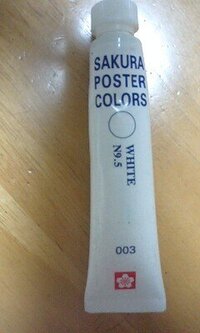 SAKURA
POSTER
COLORS
WHITE
N9.5
003